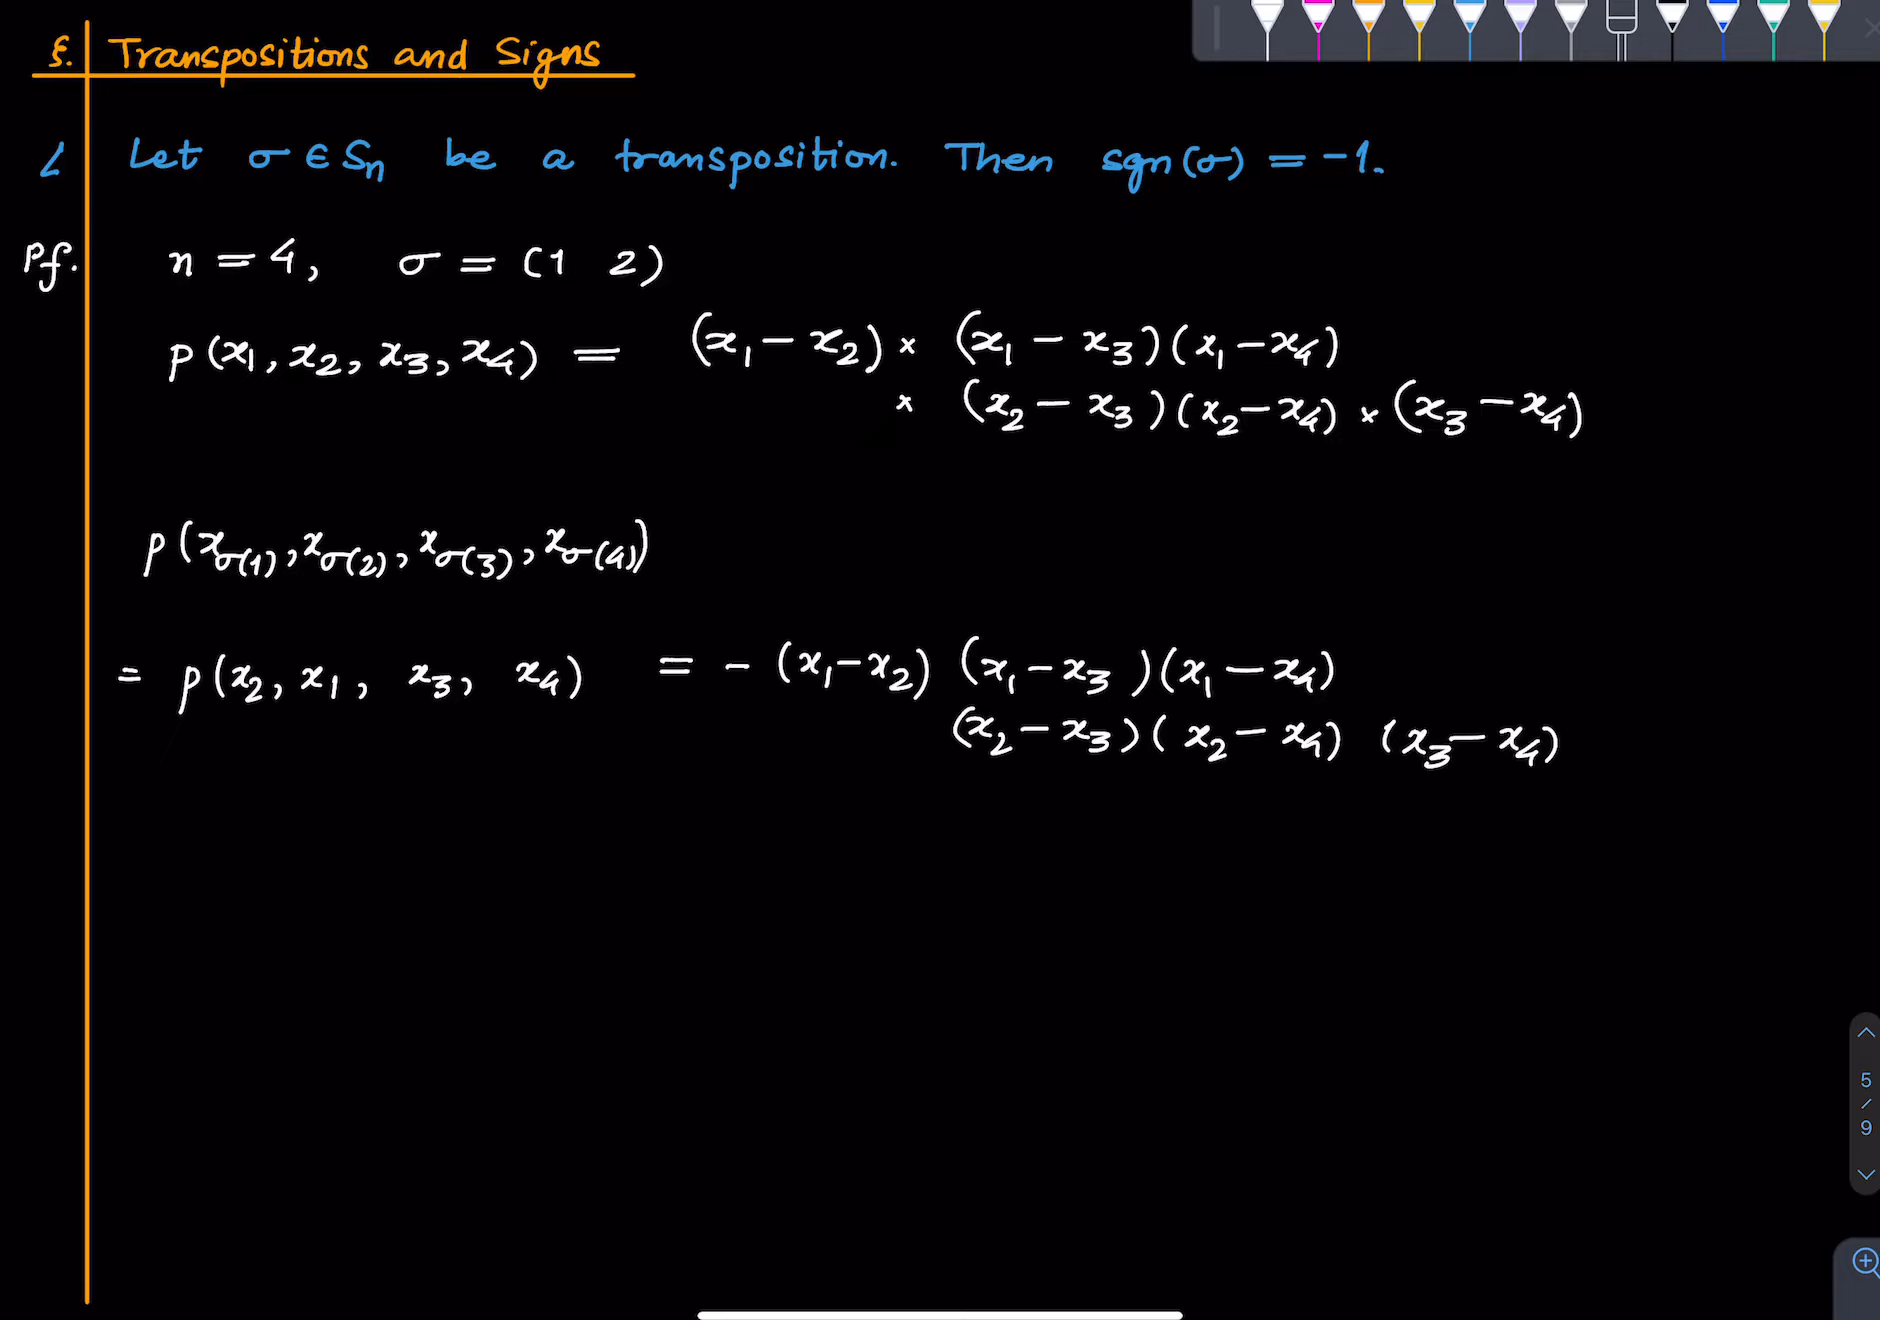 §. Transpositions and Signs
L Let σ ∈ Sₙ be a transposition. Then sgn(σ) = -1.
Pf. n = 4, σ = (1 2)
p(x₁, x₂, x₃, x₄) = (x₁ - x₂) × (x₁ - x₃)(x₁ - x₄)
× (x₂ - x₃)(x₂ - x₄) × (x₃ - x₄)
p(x_σ(1), x_σ(2), x_σ(3), x_σ(4))
= p(x₂, x₁, x₃, x₄) = - (x₁ - x₂) (x₁ - x₃)(x₁ - x₄)
(x₂ - x₃)(x₂ - x₄) (x₃ - x₄)
5
/
9